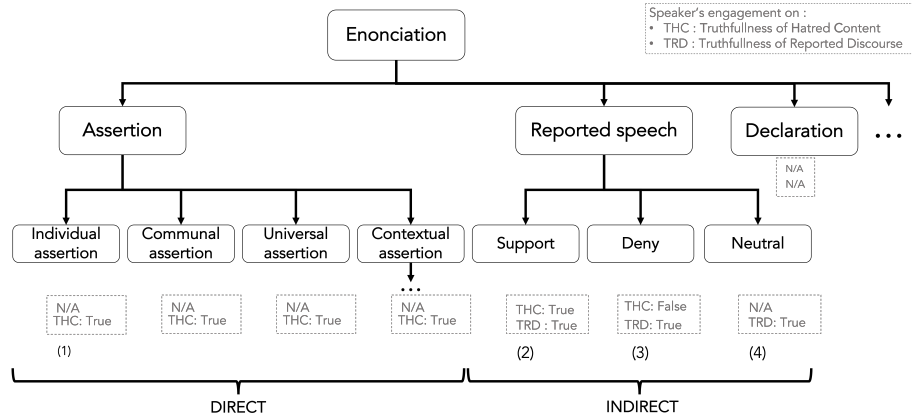 Speaker's engagement on :
• THC : Truthfullness of Hatred Content
• TRD : Truthfullness of Reported Discourse
Enonciation
Assertion
Reported speech
Declaration
...
N/A
N/A
Individual
assertion
Communal
assertion
Universal
assertion
Contextual
assertion
Support
Deny
Neutral
...
N/A
THC: True
N/A
THC: True
N/A
THC: True
N/A
THC: True
THC: True
TRD : True
THC: False
TRD: True
N/A
TRD: True
(1)
(2)
(3)
(4)
DIRECT
INDIRECT